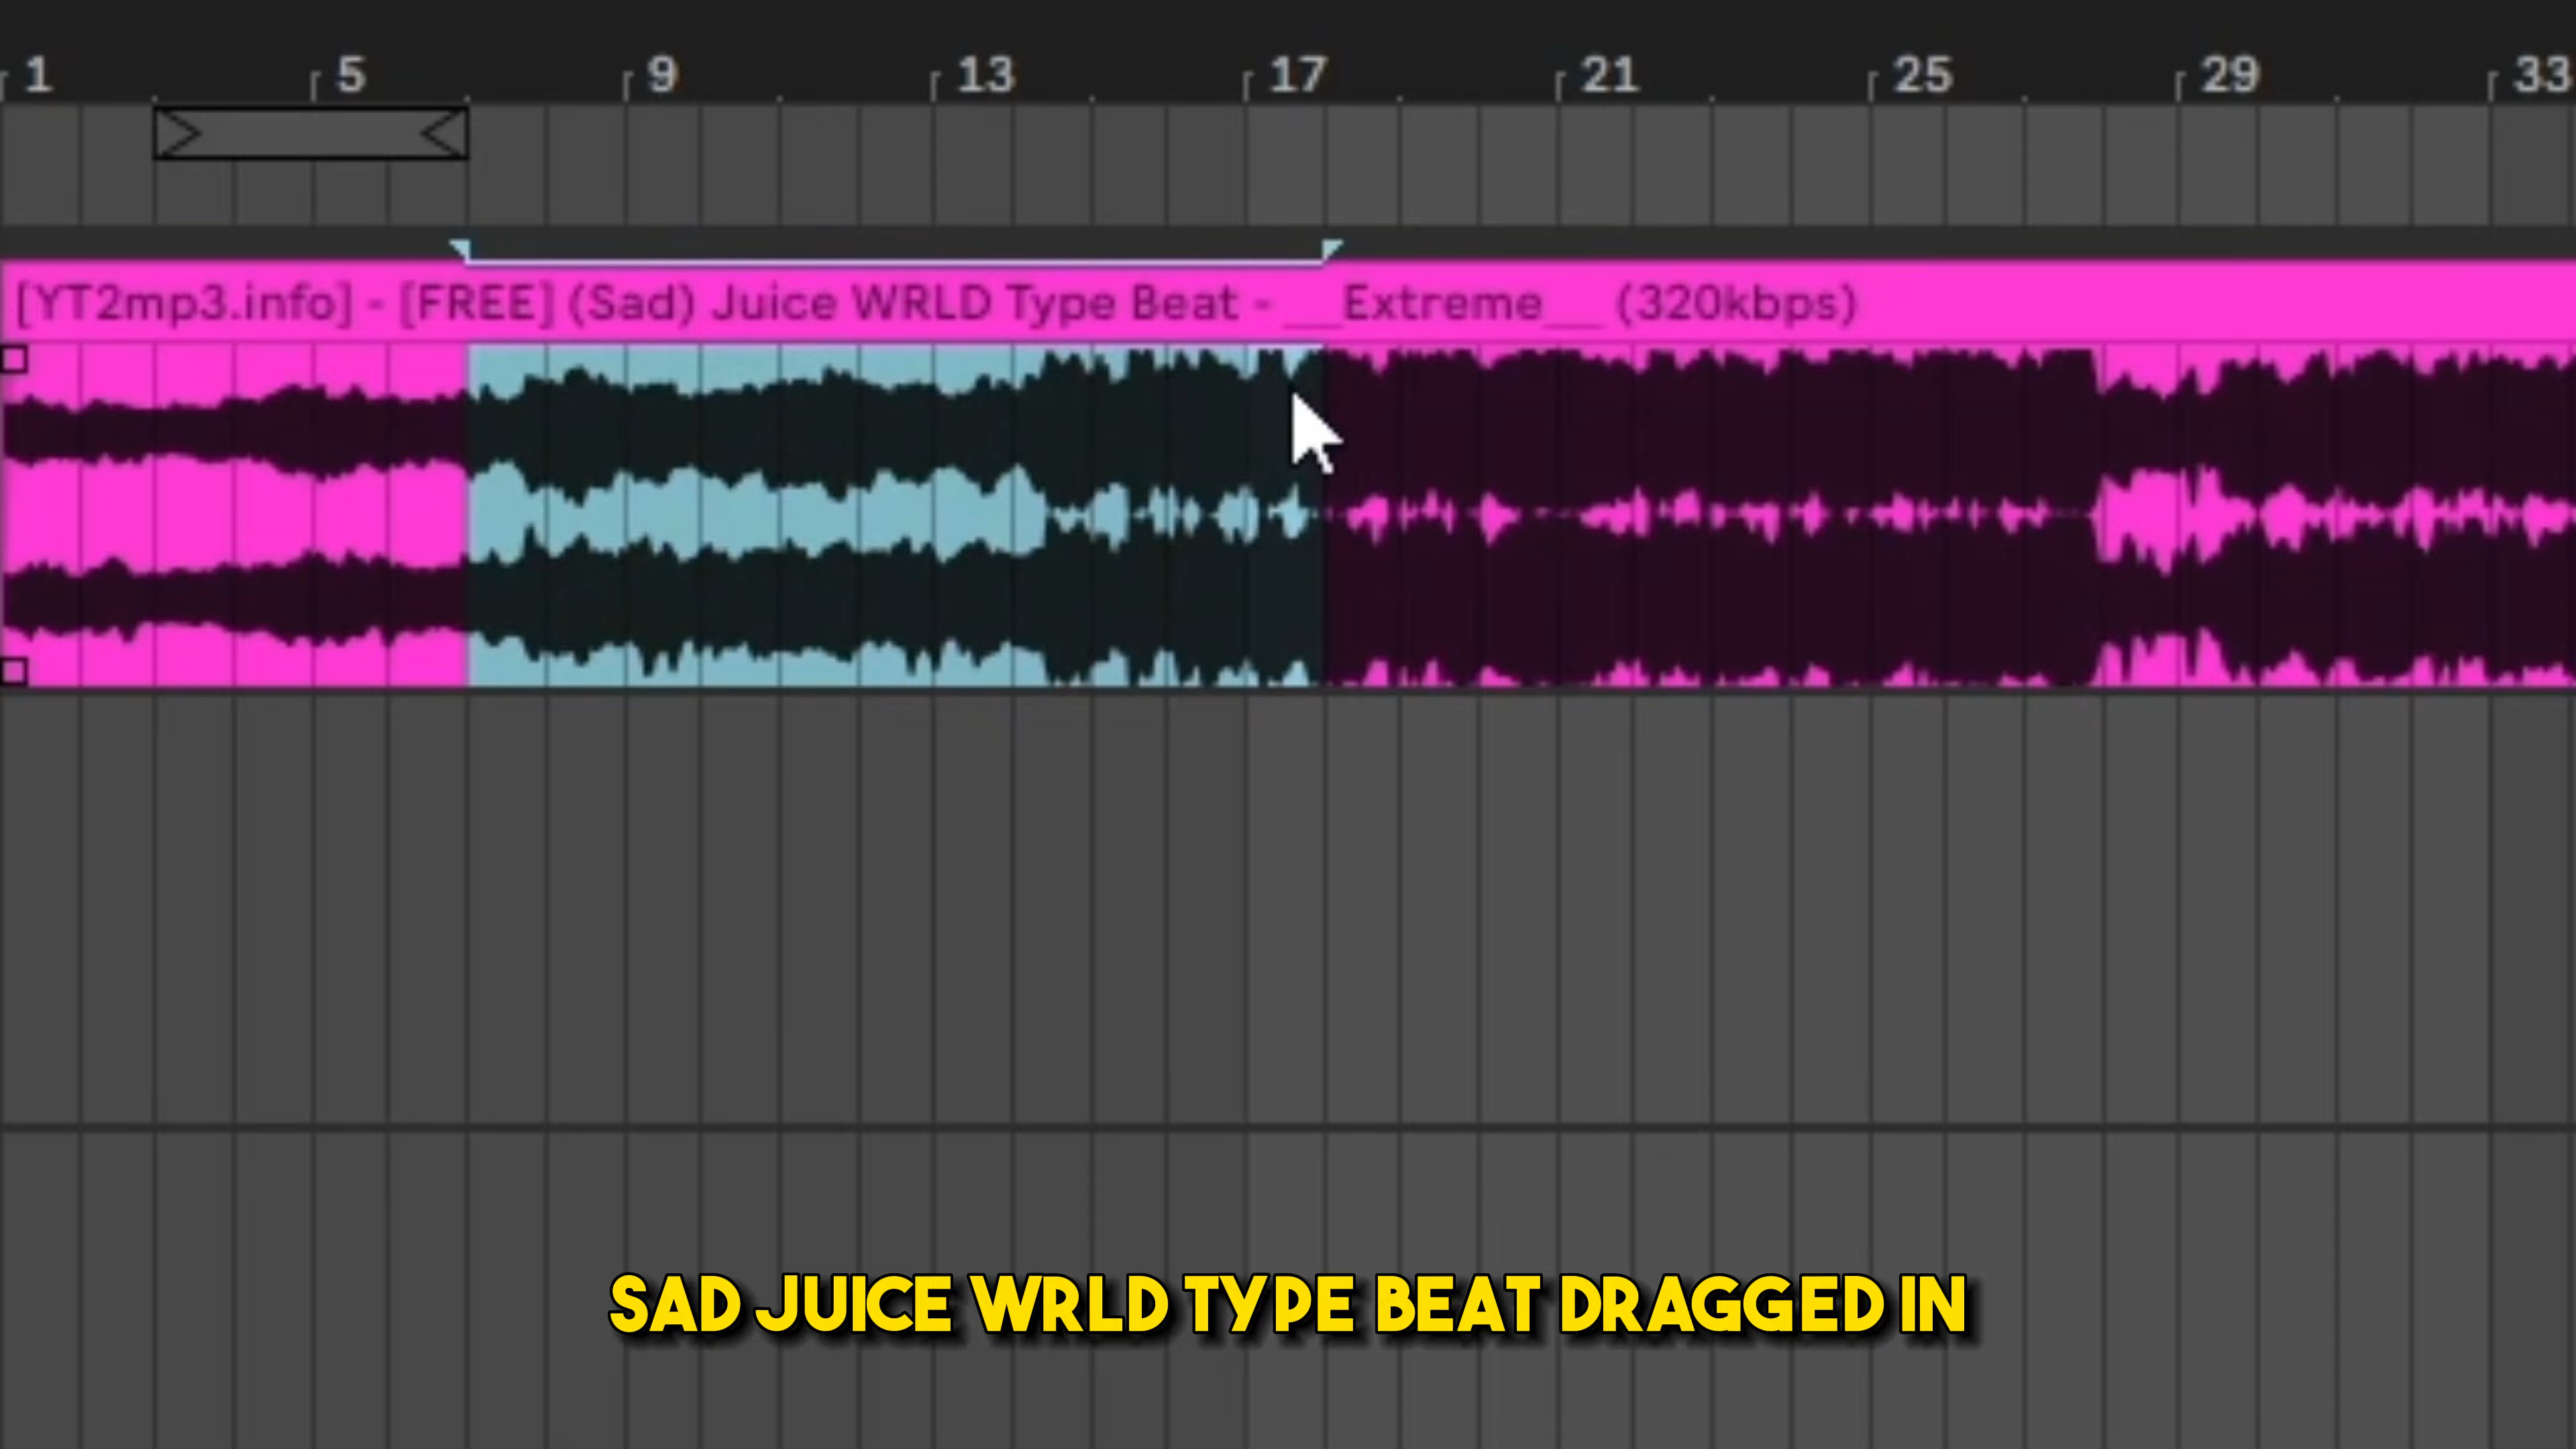 1 5 9 13 17 21 25 29 33
[YT2mp3.info] - [FREE] (Sad) Juice WRLD Type Beat - __Extreme__ (320kbps)
SAD JUICE WRLD TYPE BEAT DRAGGED IN